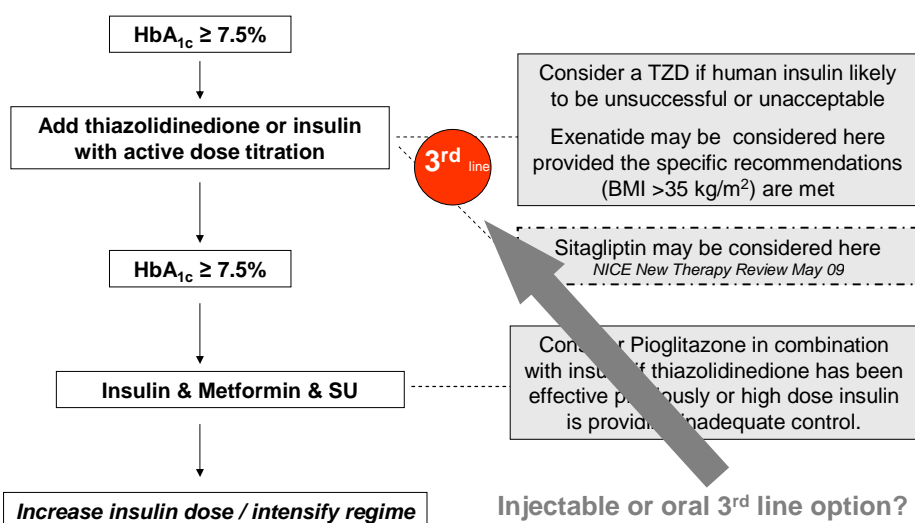 HbA1c ≥ 7.5%
Add thiazolidinedione or insulin
with active dose titration
3rd line
Consider a TZD if human insulin likely
to be unsuccessful or unacceptable
Exenatide may be considered here
provided the specific recommendations
(BMI >35 kg/m2) are met
Sitagliptin may be considered here
NICE New Therapy Review May 09
HbA1c ≥ 7.5%
Insulin & Metformin & SU
Pioglitazone in combination
with if thiazolidinedione has been
effective or high dose insulin
is inadequate control.
Increase insulin dose / intensify regime
Injectable or oral 3rd line option?